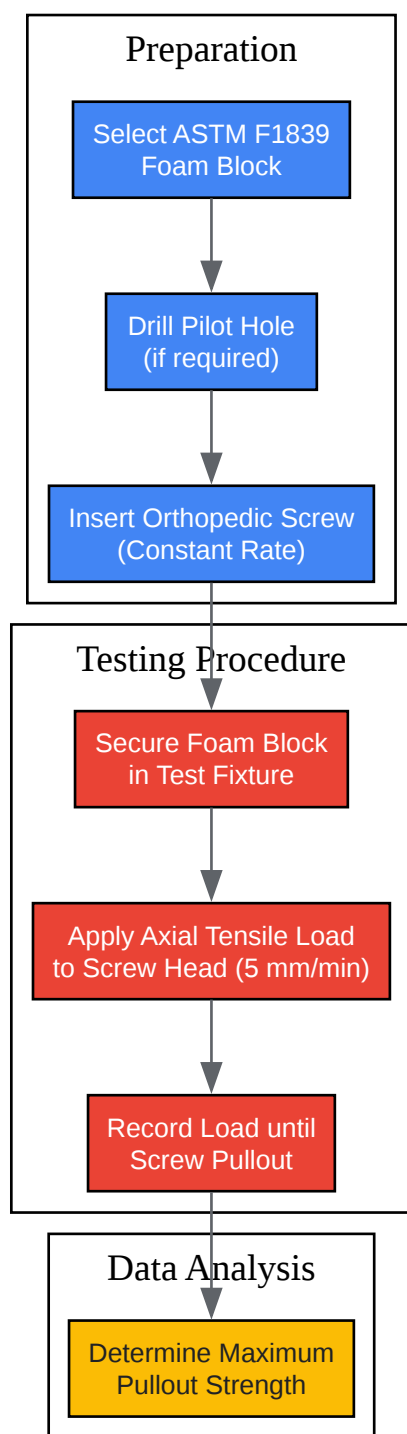 Preparation
Select ASTM F1839
Foam Block
Drill Pilot Hole
(if required)
Insert Orthopedic Screw
(Constant Rate)
Testing Procedure
Secure Foam Block
in Test Fixture
Apply Axial Tensile Load
to Screw Head (5 mm/min)
Record Load until
Screw Pullout
Data Analysis
Determine Maximum
Pullout Strength